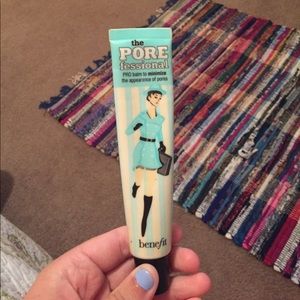 the
PORE
fessional
PRO balm to minimize
the appearance of pores
benefit